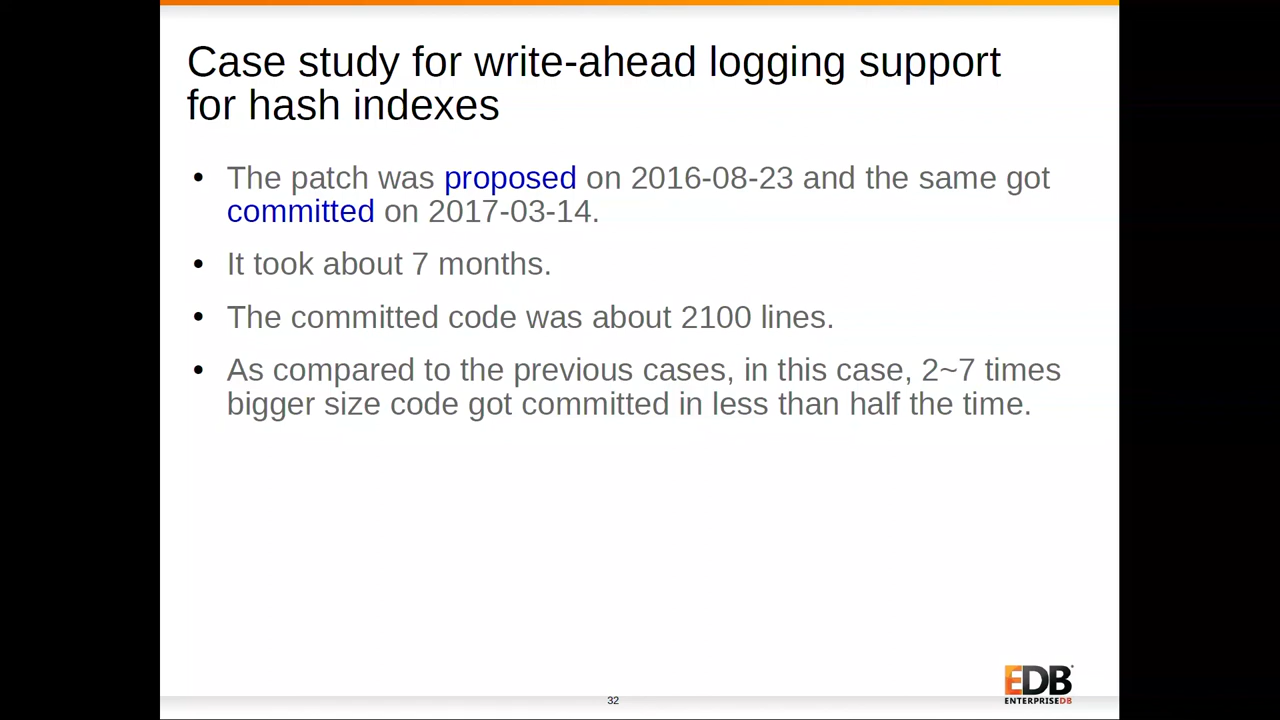 Case study for write-ahead logging support
for hash indexes
• The patch was proposed on 2016-08-23 and the same got
committed on 2017-03-14.
• It took about 7 months.
• The committed code was about 2100 lines.
• As compared to the previous cases, in this case, 2~7 times
bigger size code got committed in less than half the time.
EDB
ENTERPRISEDB
32